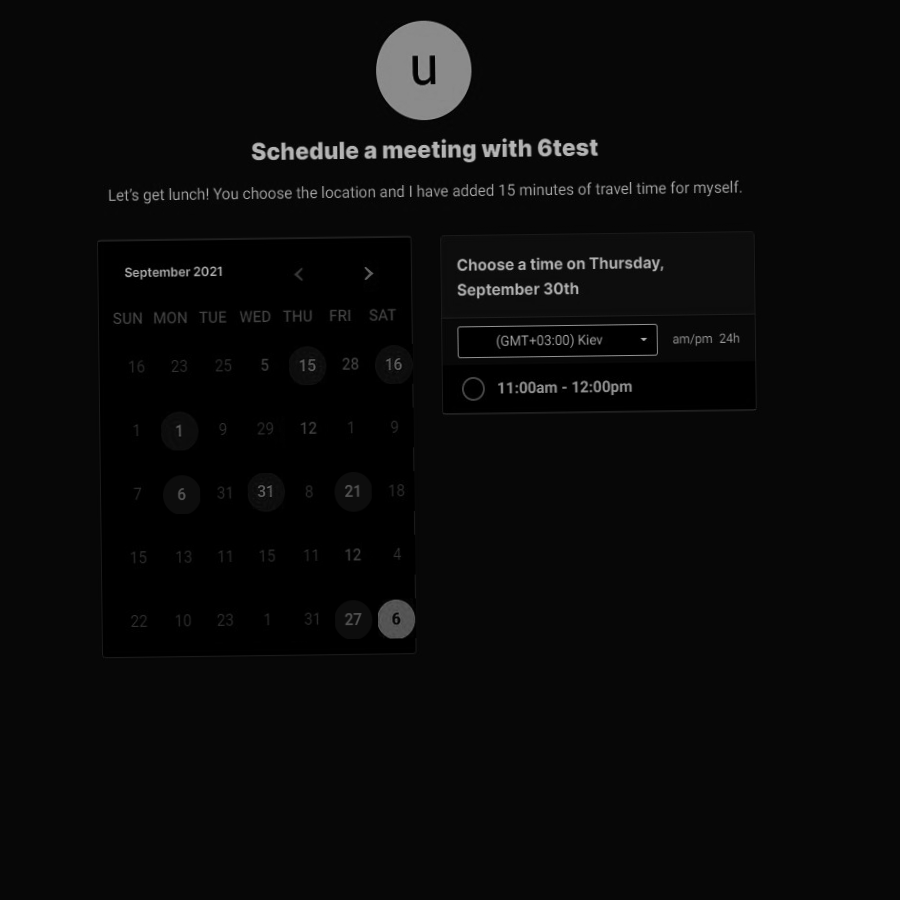 u
Schedule a meeting with 6test
Let's get lunch! You choose the location and I have added 15 minutes of travel time for myself.
September 2021
SUN MON TUE WED THU FRI SAT
16 23 25 5 15 28 16
1 1 9 29 12 1 9
7 6 31 31 8 21 18
15 13 11 15 11 12 4
22 10 23 1 31 27 6
Choose a time on Thursday,
September 30th
(GMT+03:00) Kiev am/pm 24h
11:00am - 12:00pm